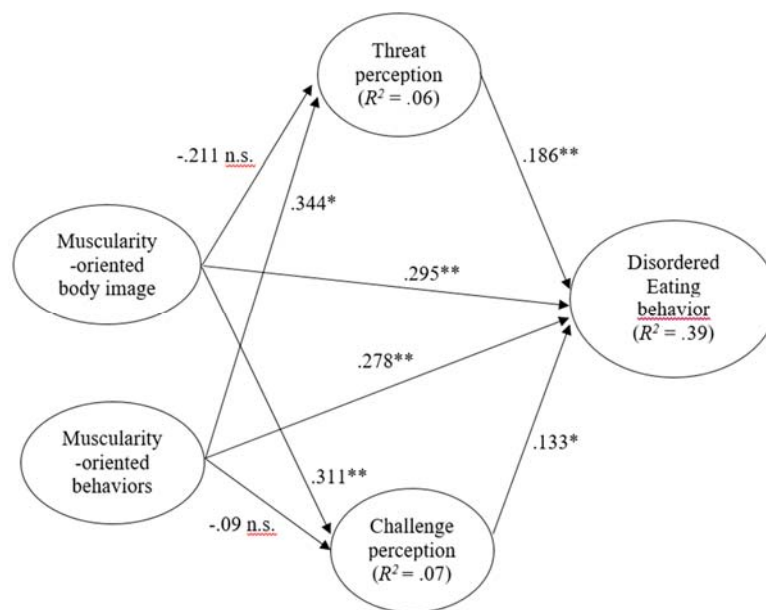 Threat
perception
(R² = .06)
-.211 n.s.
.186**
.344*
Muscularity
-oriented
body image
.295**
Disordered
Eating
behavior
(R² = .39)
.278**
Muscularity
-oriented
behaviors
.133*
.311**
-.09 n.s.
Challenge
perception
(R² = .07)